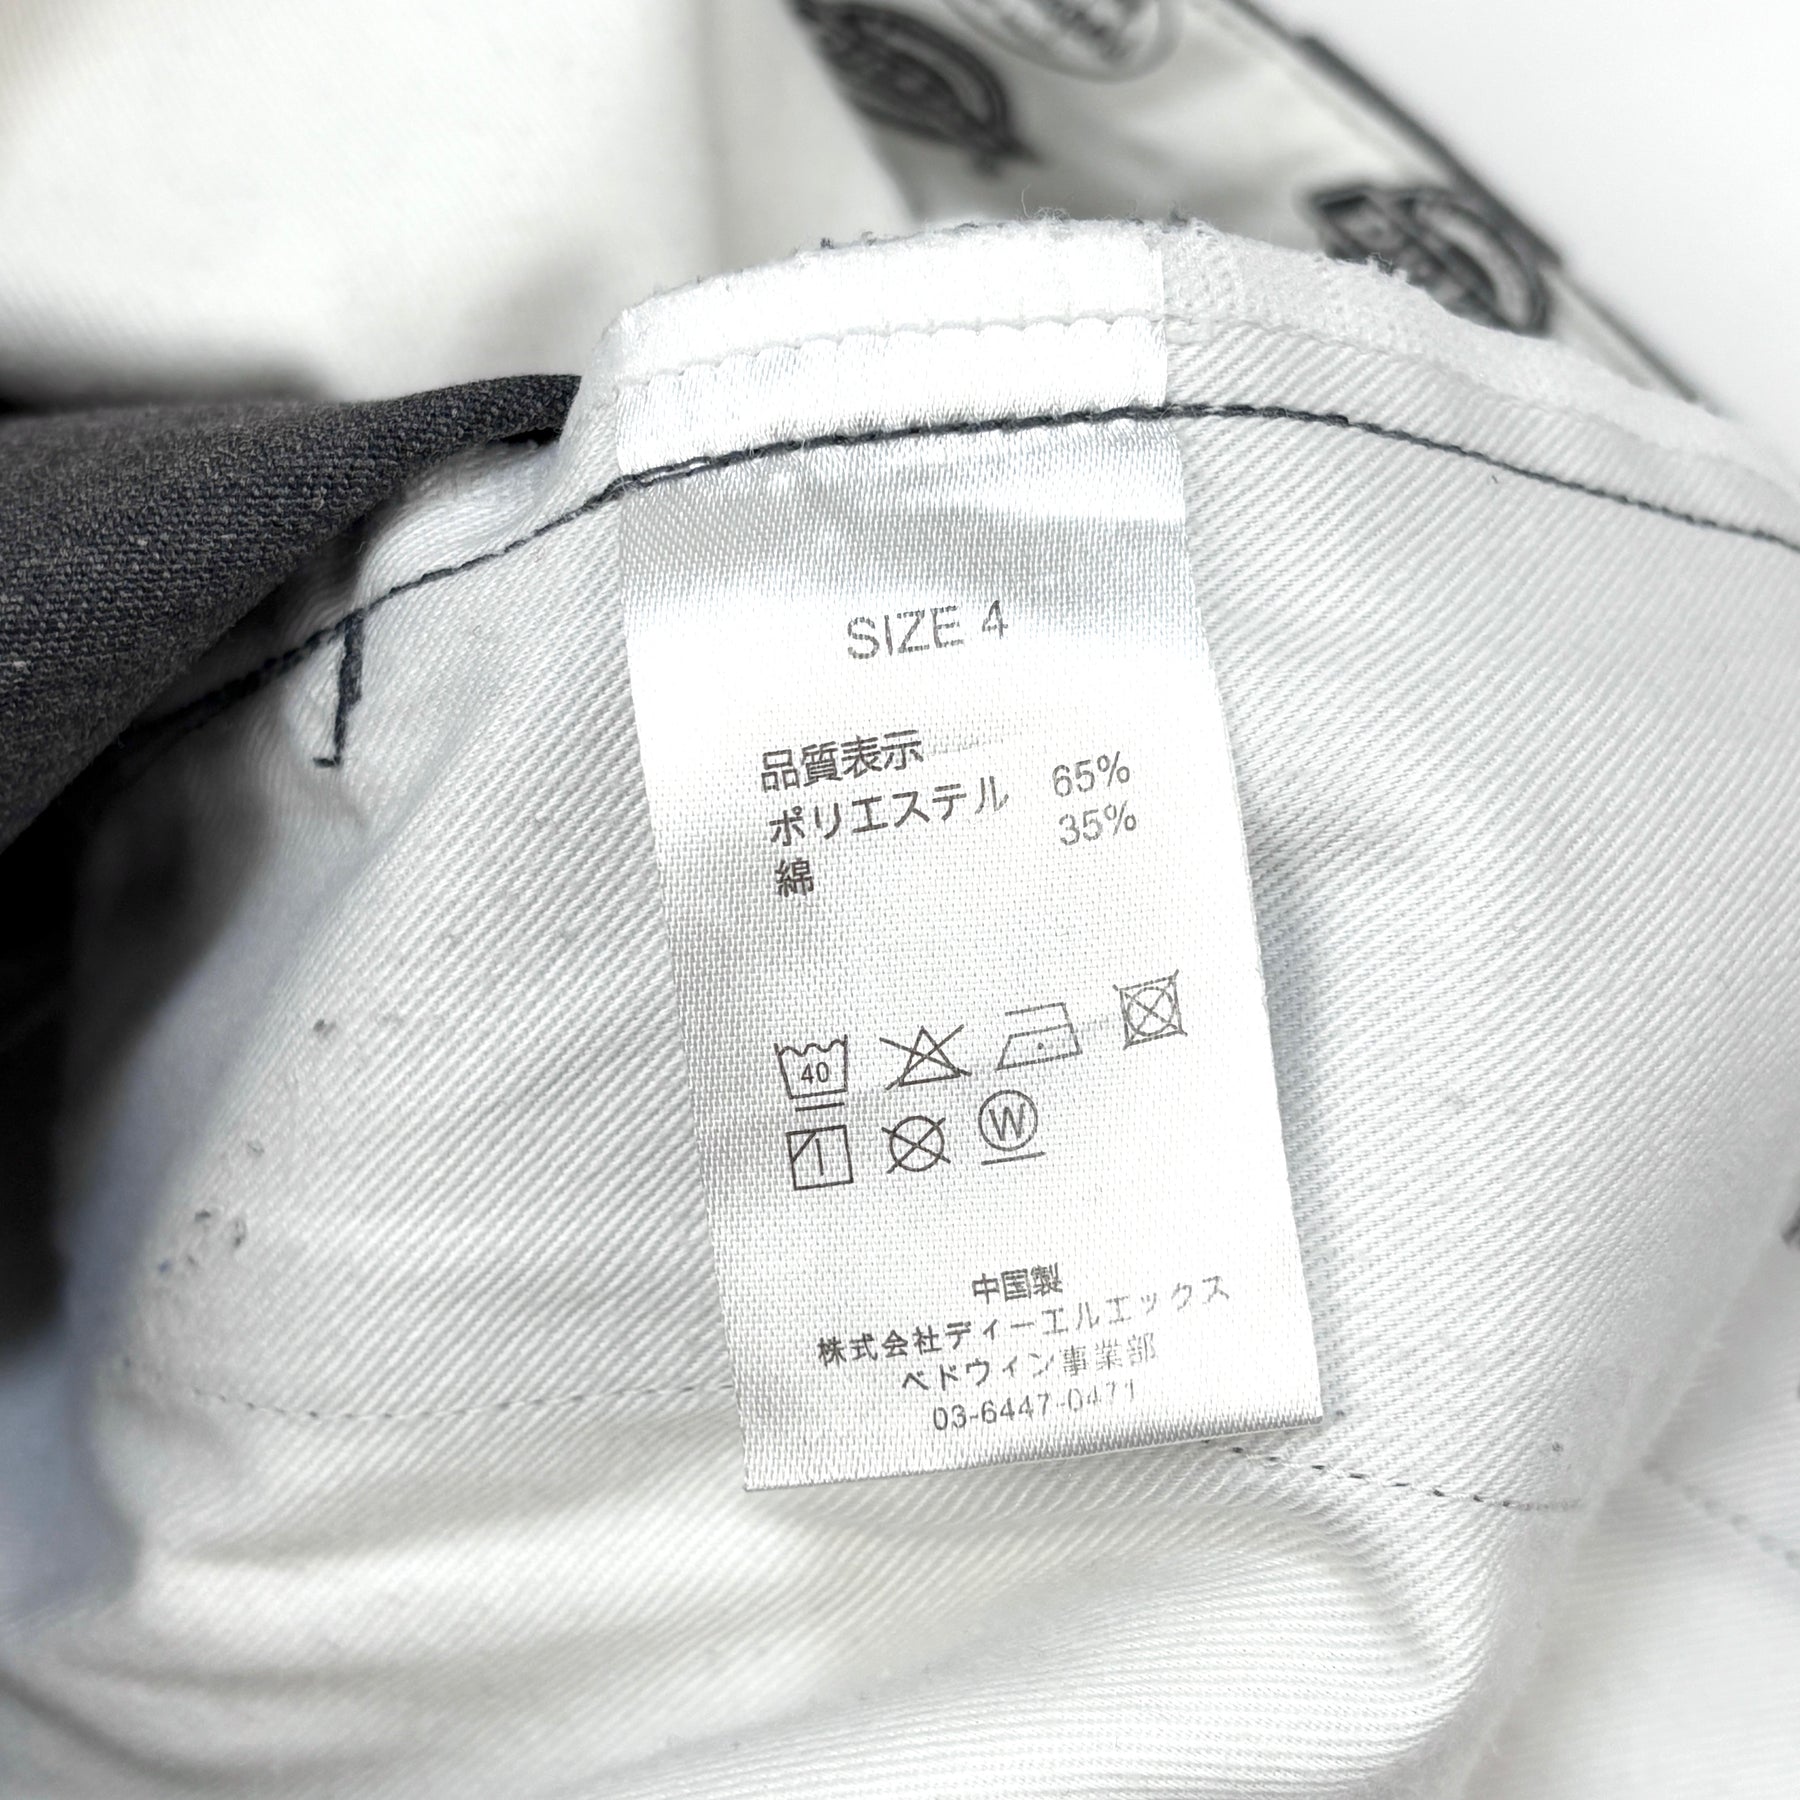 SIZE 4
品質表示
ポリエステル 65%
綿 35%
40
W
中国製
株式会社ディーエルエックス
ベドウィン事業部
03-6447-0471